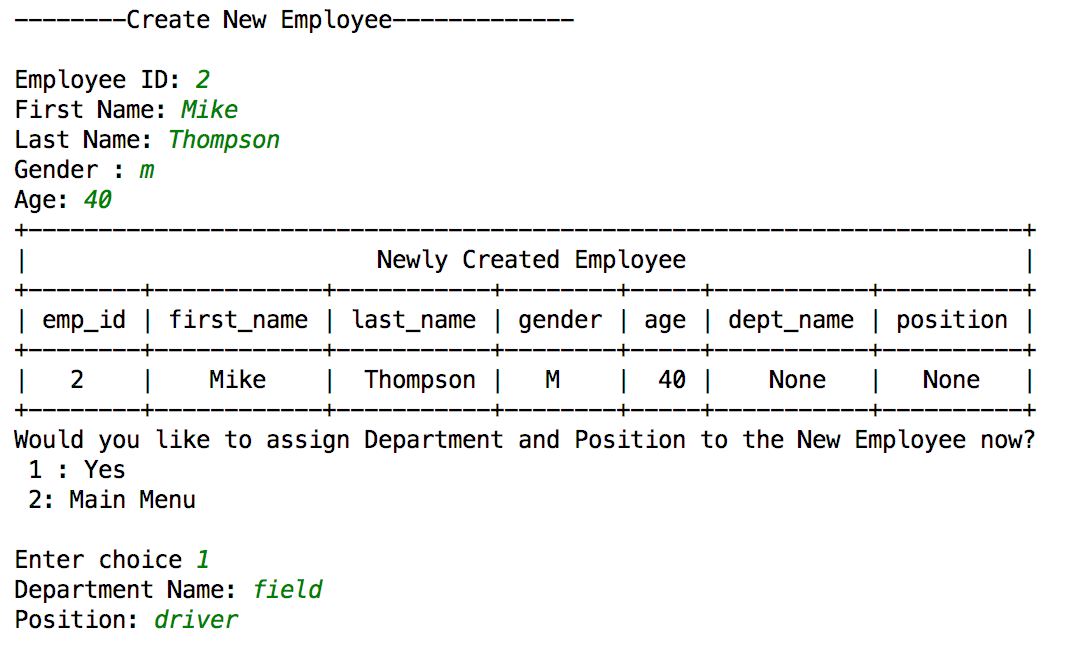 --------Create New Employee-------------
Employee ID: 2
First Name: Mike
Last Name: Thompson
Gender : m
Age: 40
+-----------------------------------------------------------------------+
|                         Newly Created Employee                        |
+--------+------------+-----------+--------+-----+-----------+----------+
| emp_id | first_name | last_name | gender | age | dept_name | position |
+--------+------------+-----------+--------+-----+-----------+----------+
|   2    |    Mike    |  Thompson |   M    |  40 |    None   |   None   |
+--------+------------+-----------+--------+-----+-----------+----------+
Would you like to assign Department and Position to the New Employee now?
 1 : Yes
 2: Main Menu
Enter choice 1
Department Name: field
Position: driver